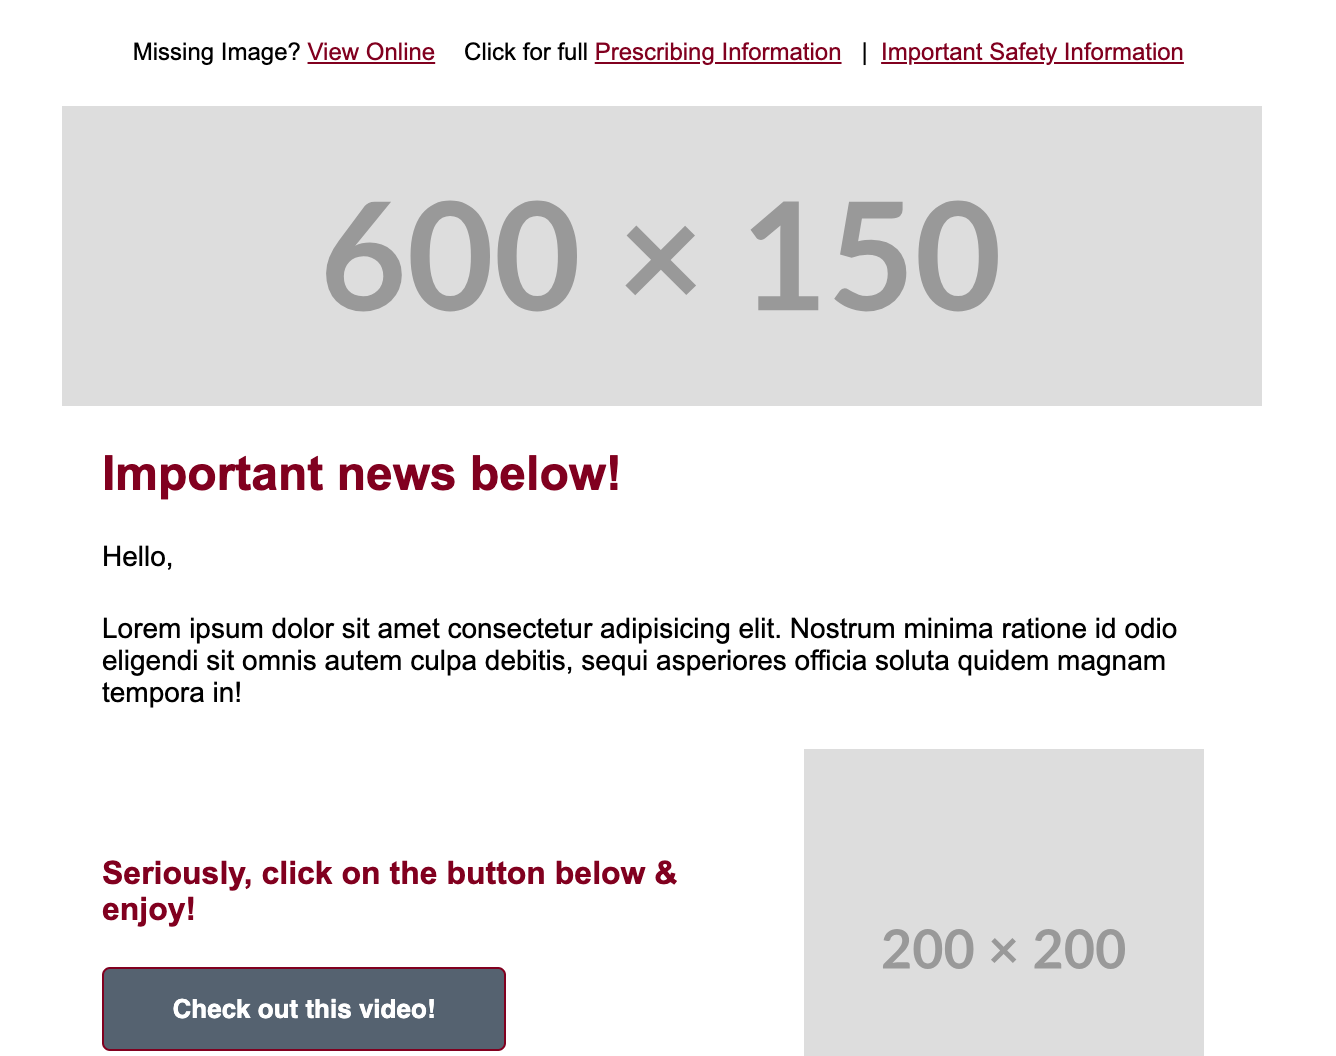 Missing Image? View Online Click for full Prescribing Information | Important Safety Information
600 × 150
Important news below!
Hello,
Lorem ipsum dolor sit amet consectetur adipisicing elit. Nostrum minima ratione id odio
eligendi sit omnis autem culpa debitis, sequi asperiores officia soluta quidem magnam
tempora in!
Seriously, click on the button below &
enjoy!
Check out this video!
200 × 200